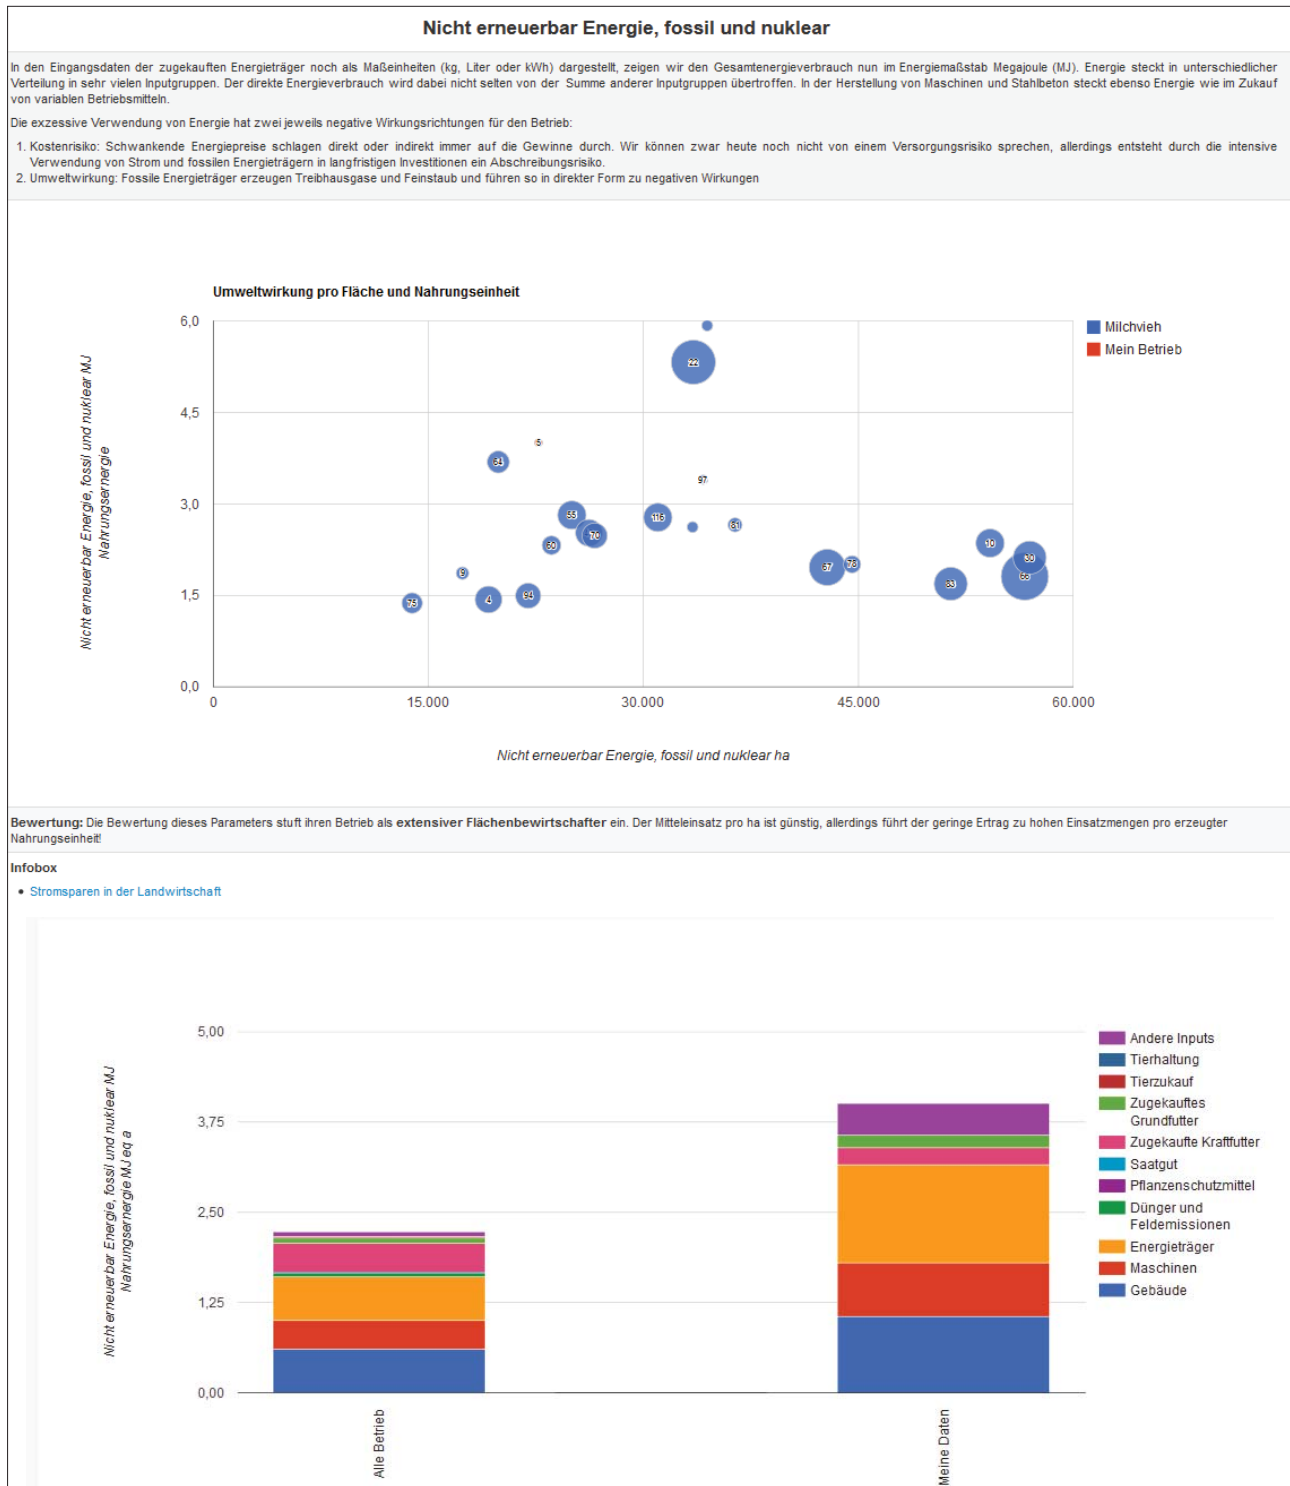 Nicht erneuerbar Energie, fossil und nuklear
In den Eingangsdaten der zugekauften Energieträger noch als Maßeinheiten (kg, Liter oder kWh) dargestellt, zeigen wir den Gesamtenergieverbrauch nun im Energiemaßstab Megajoule (MJ). Energie steckt in unterschiedlicher
Verteilung in sehr vielen Inputgruppen. Der direkte Energieverbrauch wird dabei nicht selten von der Summe anderer Inputgruppen übertroffen. In der Herstellung von Maschinen und Stahlbeton steckt ebenso Energie wie im Zukauf
von variablen Betriebsmitteln.
Die exzessive Verwendung von Energie hat zwei jeweils negative Wirkungsrichtungen für den Betrieb:
1. Kostenrisiko: Schwankende Energiepreise schlagen direkt oder indirekt immer auf die Gewinne durch. Wir können zwar heute noch nicht von einem Versorgungsrisiko sprechen, allerdings entsteht durch die intensive
Verwendung von Strom und fossilen Energieträgern in langfristigen Investitionen ein Abschreibungsrisiko.
2. Umweltwirkung: Fossile Energieträger erzeugen Treibhausgase und Feinstaub und führen so in direkter Form zu negativen Wirkungen
Umweltwirkung pro Fläche und Nahrungseinheit
Nicht erneuerbar Energie, fossil und nuklear MJ
Nahrungsernergie
6,0
4,5
3,0
1,5
0,0
22
5
64
97
55
70
116
81
60
9
75
4
94
67
78
83
10
30
66
0
15.000
30.000
45.000
60.000
Nicht erneuerbar Energie, fossil und nuklear ha
Milchvieh
Mein Betrieb
Bewertung: Die Bewertung dieses Parameters stuft ihren Betrieb als extensiver Flächenbewirtschafter ein. Der Mitteleinsatz pro ha ist günstig, allerdings führt der geringe Ertrag zu hohen Einsatzmengen pro erzeugter
Nahrungseinheit!
Infobox
• Stromsparen in der Landwirtschaft
Nicht erneuerbar Energie, fossil und nuklear MJ
Nahrungsernergie MJ eq a
5,00
3,75
2,50
1,25
0,00
Alle Betrieb
Meine Daten
Andere Inputs
Tierhaltung
Tierzukauf
Zugekauftes
Grundfutter
Zugekaufte Kraftfutter
Saatgut
Pflanzenschutzmittel
Dünger und
Feldemissionen
Energieträger
Maschinen
Gebäude